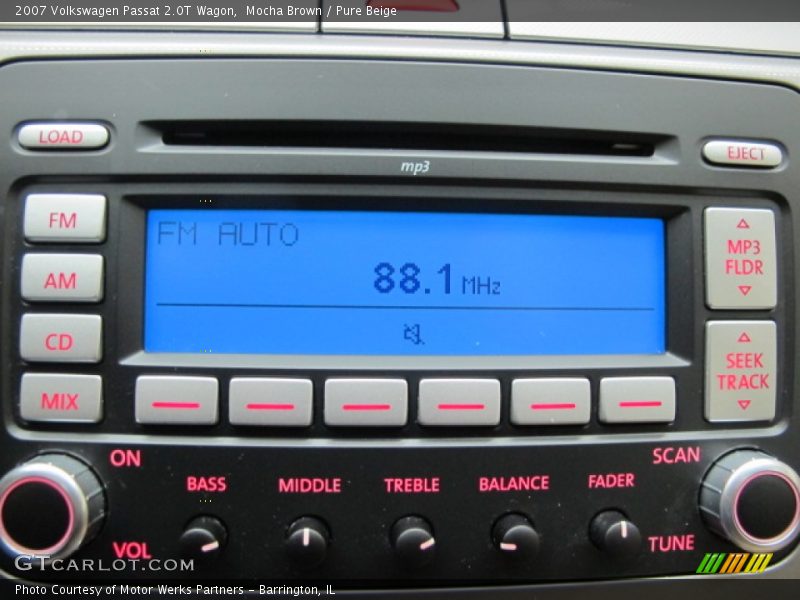 2007 Volkswagen Passat 2.0T Wagon,  Mocha Brown / Pure Beige
LOAD
EJECT
mp3
FM
AM
CD
MIX
FM AUTO
88.1 MHz
MP3
FLDR
SEEK
TRACK
ON
VOL
BASS
MIDDLE
TREBLE
BALANCE
FADER
SCAN
TUNE
GTCARLOT.COM
Photo Courtesy of Motor Werks Partners - Barrington, IL